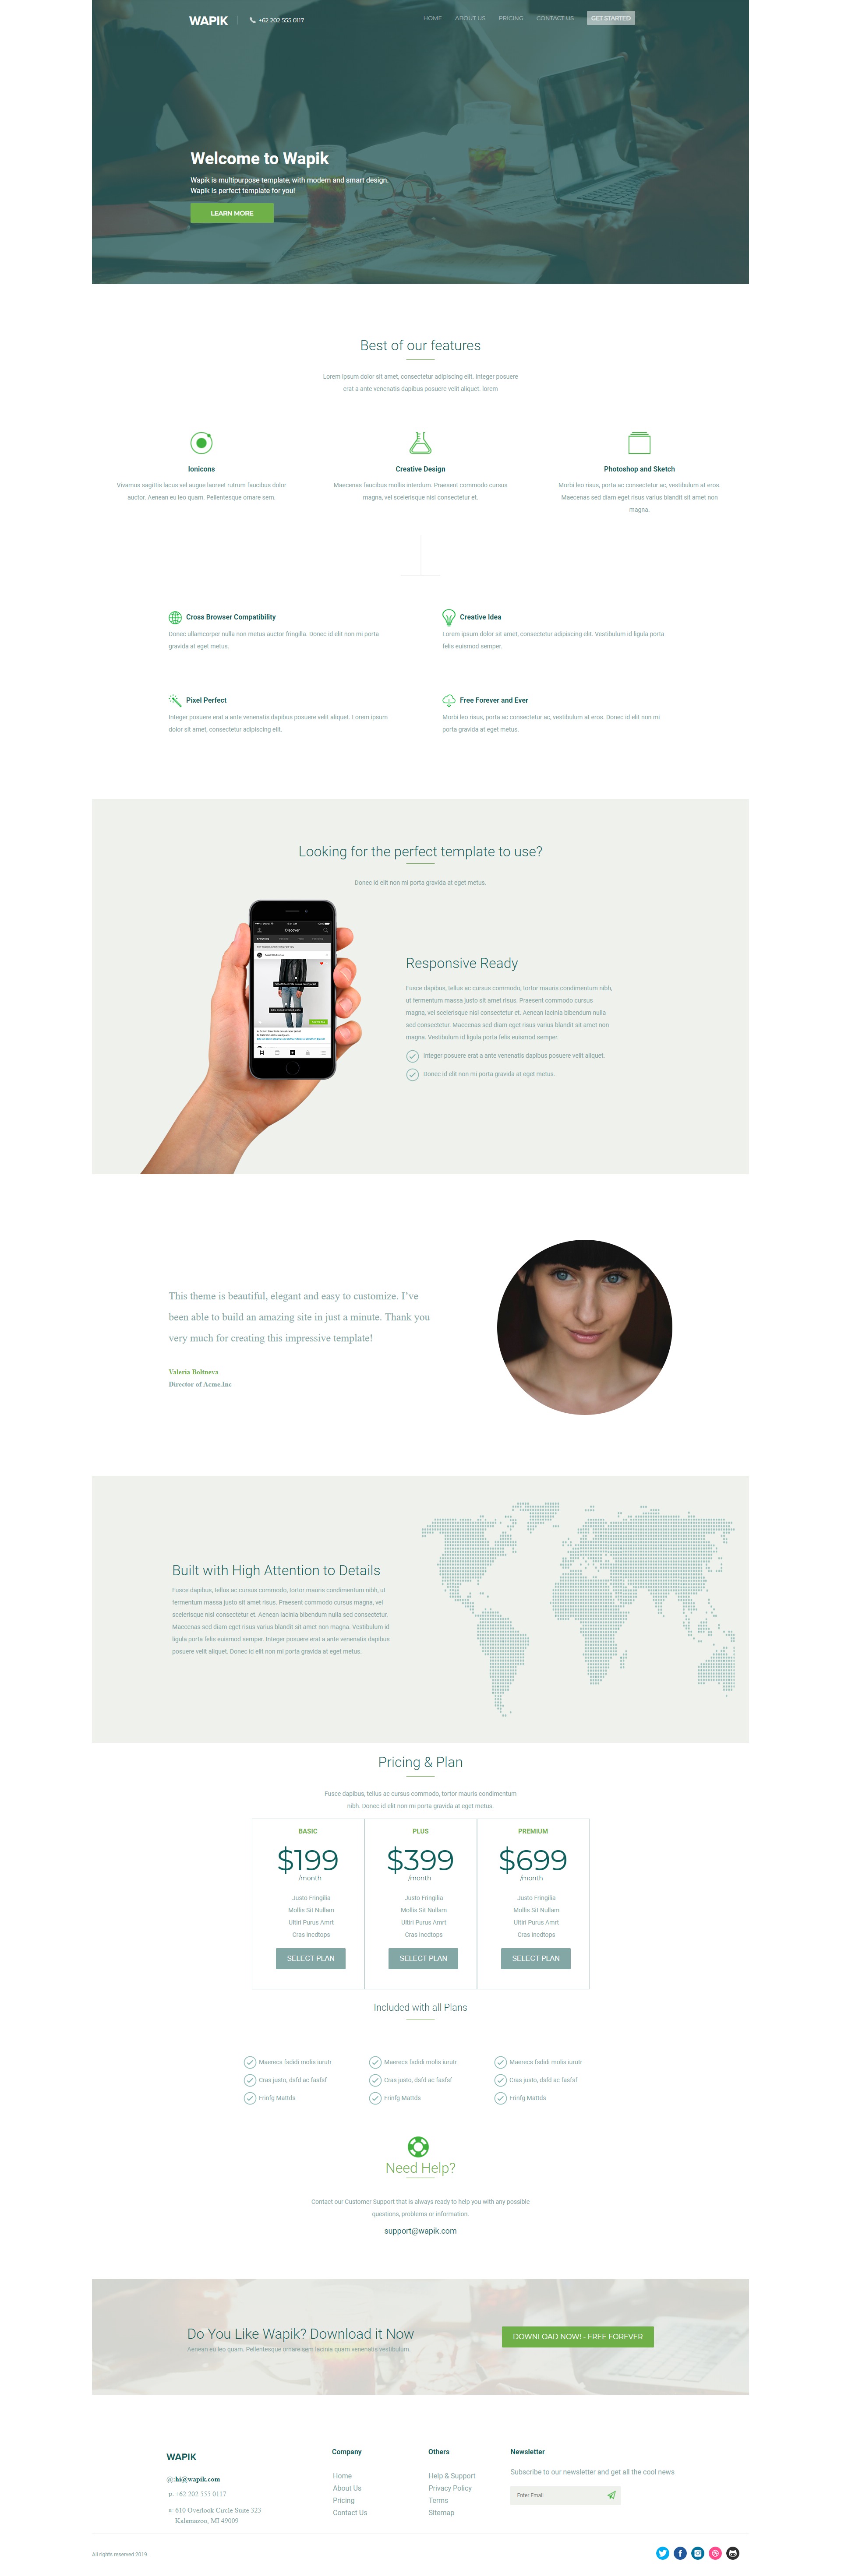 WAPIK
+62 202 555 0117
HOME ABOUT US PRICING CONTACT US GET STARTED
Welcome to Wapik
Wapik is multipurpose template, with modern and smart design.
Wapik is perfect template for you!
LEARN MORE
Best of our features
Lorem ipsum dolor sit amet, consectetur adipiscing elit. Integer posuere
erat a ante venenatis dapibus posuere velit aliquet. lorem
Ionicons
Vivamus sagittis lacus vel augue laoreet rutrum faucibus dolor
auctor. Aenean eu leo quam. Pellentesque ornare sem.
Creative Design
Maecenas faucibus mollis interdum. Praesent commodo cursus
magna, vel scelerisque nisl consectetur et.
Photoshop and Sketch
Morbi leo risus, porta ac consectetur ac, vestibulum at eros.
Maecenas sed diam eget risus varius blandit sit amet non
magna.
Cross Browser Compatibility
Donec ullamcorper nulla non metus auctor fringilla. Donec id elit non mi porta
gravida at eget metus.
Creative Idea
Lorem ipsum dolor sit amet, consectetur adipiscing elit. Vestibulum id ligula porta
felis euismod semper.
Pixel Perfect
Integer posuere erat a ante venenatis dapibus posuere velit aliquet. Lorem ipsum
dolor sit amet, consectetur adipiscing elit.
Free Forever and Ever
Morbi leo risus, porta ac consectetur ac, vestibulum at eros. Donec id elit non mi
porta gravida at eget metus.
Looking for the perfect template to use?
Donec id elit non mi porta gravida at eget metus.
Discover
Responsive Ready
Fusce dapibus, tellus ac cursus commodo, tortor mauris condimentum nibh,
ut fermentum massa justo sit amet risus. Praesent commodo cursus
magna, vel scelerisque nisl consectetur et. Aenean lacinia bibendum nulla
sed consectetur. Maecenas sed diam eget risus varius blandit sit amet non
magna. Vestibulum id ligula porta felis euismod semper.
Integer posuere erat a ante venenatis dapibus posuere velit aliquet.
Donec id elit non mi porta gravida at eget metus.
This theme is beautiful, elegant and easy to customize. I've
been able to build an amazing site in just a minute. Thank you
very much for creating this impressive template!
Valeria Boltneva
Director of Acme.Inc
Built with High Attention to Details
Fusce dapibus, tellus ac cursus commodo, tortor mauris condimentum nibh, ut
fermentum massa justo sit amet risus. Praesent commodo cursus magna, vel
scelerisque nisl consectetur et. Aenean lacinia bibendum nulla sed consectetur.
Maecenas sed diam eget risus varius blandit sit amet non magna. Vestibulum id
ligula porta felis euismod semper. Integer posuere erat a ante venenatis dapibus
posuere velit aliquet. Donec id elit non mi porta gravida at eget metus.
Pricing & Plan
Fusce dapibus, tellus ac cursus commodo, tortor mauris condimentum
nibh. Donec id elit non mi porta gravida at eget metus.
BASIC
$199
/month
Justo Fringilla
Mollis Sit Nullam
Ultiri Purus Amrt
Cras Incdtops
SELECT PLAN
PLUS
$399
/month
Justo Fringilla
Mollis Sit Nullam
Ultiri Purus Amrt
Cras Incdtops
SELECT PLAN
PREMIUM
$699
/month
Justo Fringilla
Mollis Sit Nullam
Ultiri Purus Amrt
Cras Incdtops
SELECT PLAN
Included with all Plans
Maerecs fsdidi molis iurutr
Cras justo, dsfd ac fasfsf
Frinfg Mattds
Maerecs fsdidi molis iurutr
Cras justo, dsfd ac fasfsf
Frinfg Mattds
Maerecs fsdidi molis iurutr
Cras justo, dsfd ac fasfsf
Frinfg Mattds
Need Help?
Contact our Customer Support that is always ready to help you with any possible
questions, problems or information.
support@wapik.com
Do You Like Wapik? Download it Now
Aenean eu leo quam. Pellentesque ornare sem lacinia quam venenatis vestibulum.
DOWNLOAD NOW! - FREE FOREVER
WAPIK
@:hi@wapik.com
p: +62 202 555 0117
a: 610 Overlook Circle Suite 323
Kalamazoo, MI 49009
Company
Home
About Us
Pricing
Contact Us
Others
Help & Support
Privacy Policy
Terms
Sitemap
Newsletter
Subscribe to our newsletter and get all the cool news
Enter Email
All rights reserved 2019.